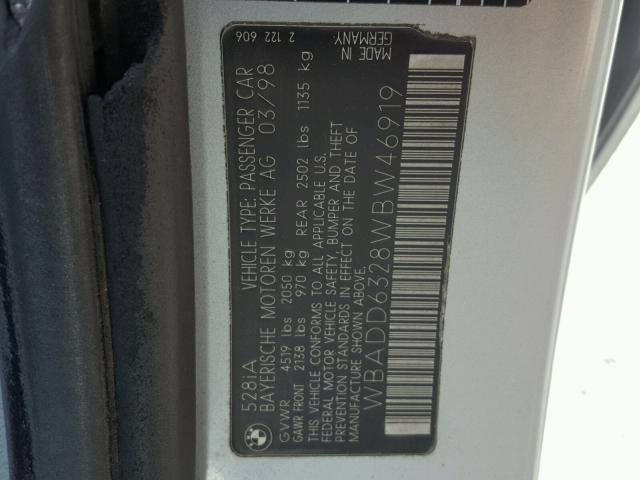 528iA VEHICLE TYPE: PASSENGER CAR
BAYERISCHE MOTOREN WERKE AG 03/98
GVWR 4519 lbs 2050 kg
GAWR FRONT 2138 lbs 970 kg REAR 2502 lbs 1135 kg
THIS VEHICLE CONFORMS TO ALL APPLICABLE U.S.
FEDERAL MOTOR VEHICLE SAFETY, BUMPER AND THEFT
PREVENTION STANDARDS IN EFFECT ON THE DATE OF
MANUFACTURE SHOWN ABOVE.
WBADD6328WBW46919
2 122 606
MADE IN
GERMANY